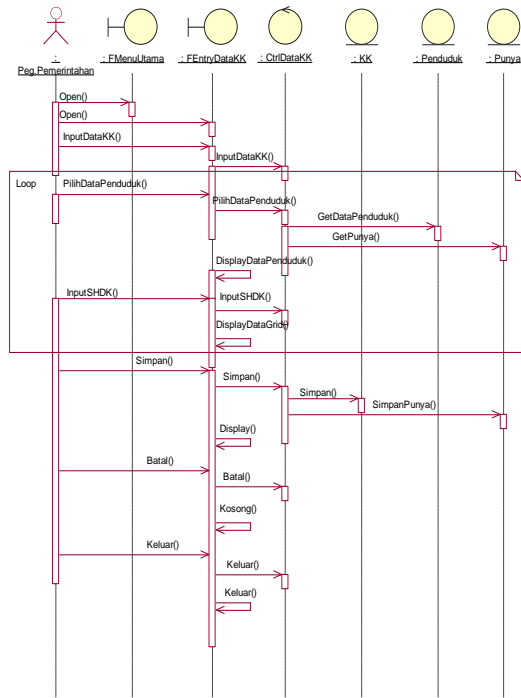 :
Peg.Pemerintahan
: FMenuUtama
: FEntryDataKK
: CtrlDataKK
: KK
: Penduduk
: Punya
Open()
Open()
InputDataKK()
InputDataKK()
Loop
PilihDataPenduduk()
PilihDataPenduduk()
GetDataPenduduk()
GetPunya()
DisplayDataPenduduk()
InputSHDK()
InputSHDK()
DisplayDataGrid()
Simpan()
Simpan()
Simpan()
SimpanPunya()
Display()
Batal()
Batal()
Kosong()
Keluar()
Keluar()
Keluar()